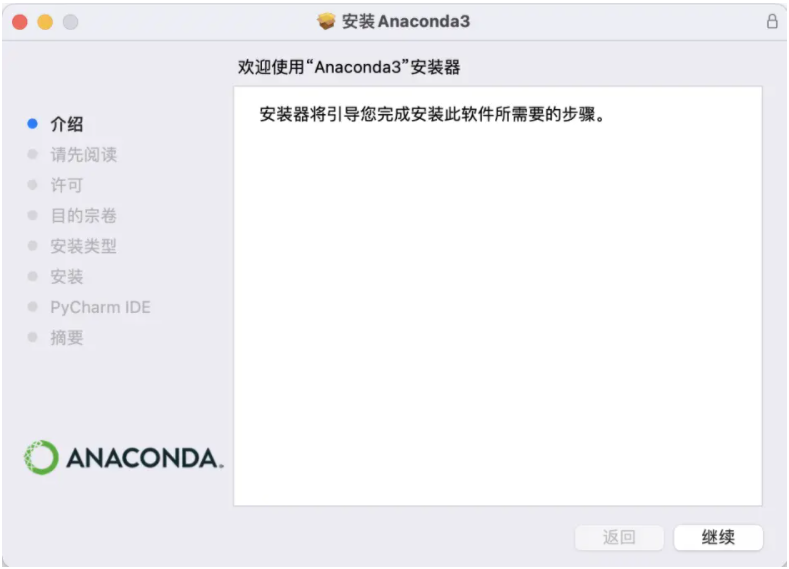 安装 Anaconda3
欢迎使用“Anaconda3”安装器
介绍
请先阅读
许可
目的宗卷
安装类型
安装
PyCharm IDE
摘要
安装器将引导您完成安装此软件所需要的步骤。
ANACONDA.
返回
继续